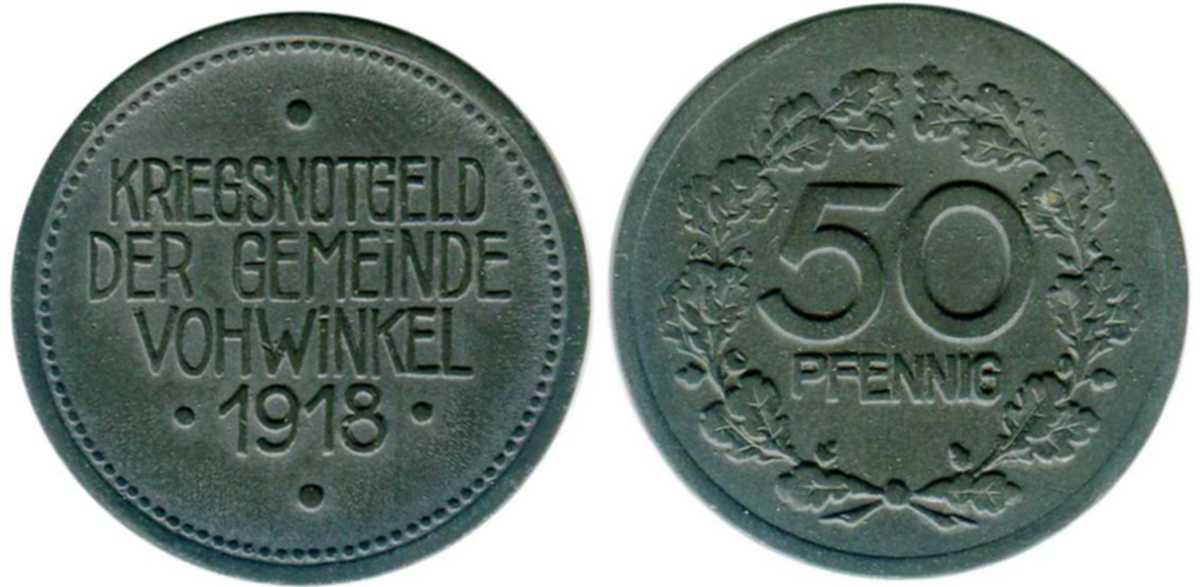 KRiEGSNOTGELD
DER GEMEiNDE
VOHWiNKEL
· 1918 ·
50
PFENNIG